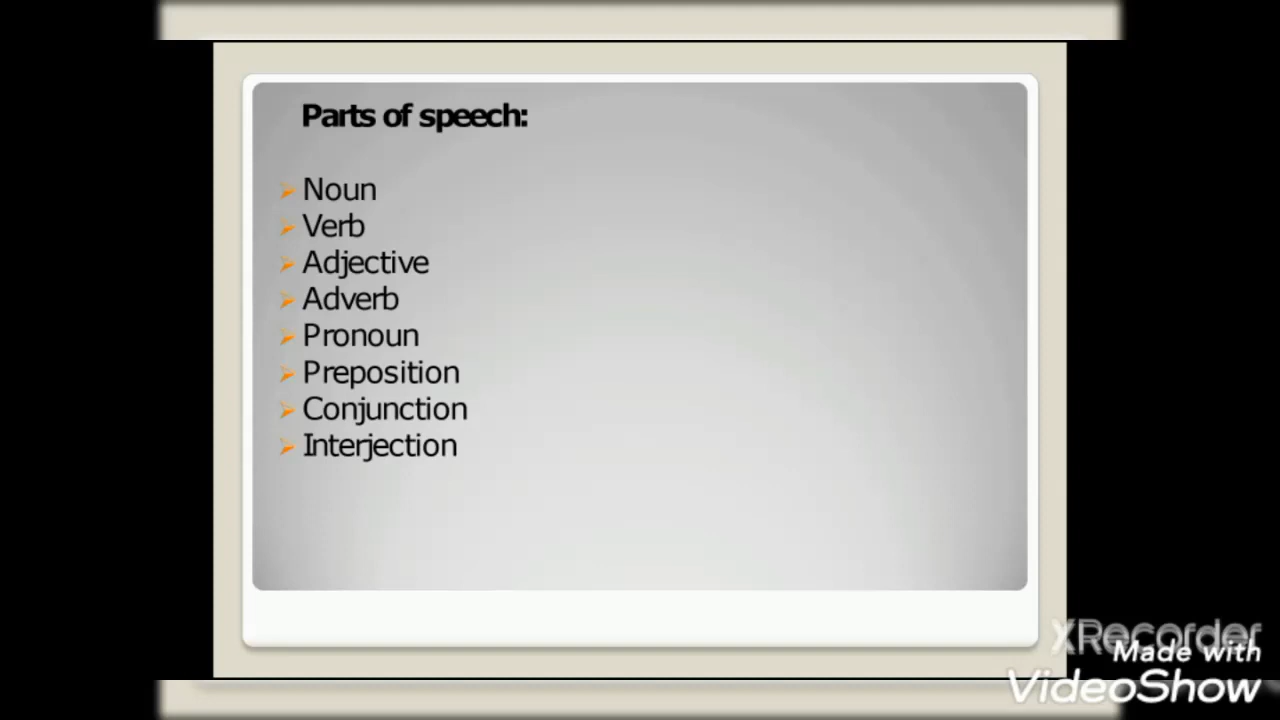 Parts of speech:
Noun
Verb
Adjective
Adverb
Pronoun
Preposition
Conjunction
Interjection
XRecorder
Made with
VideoShow